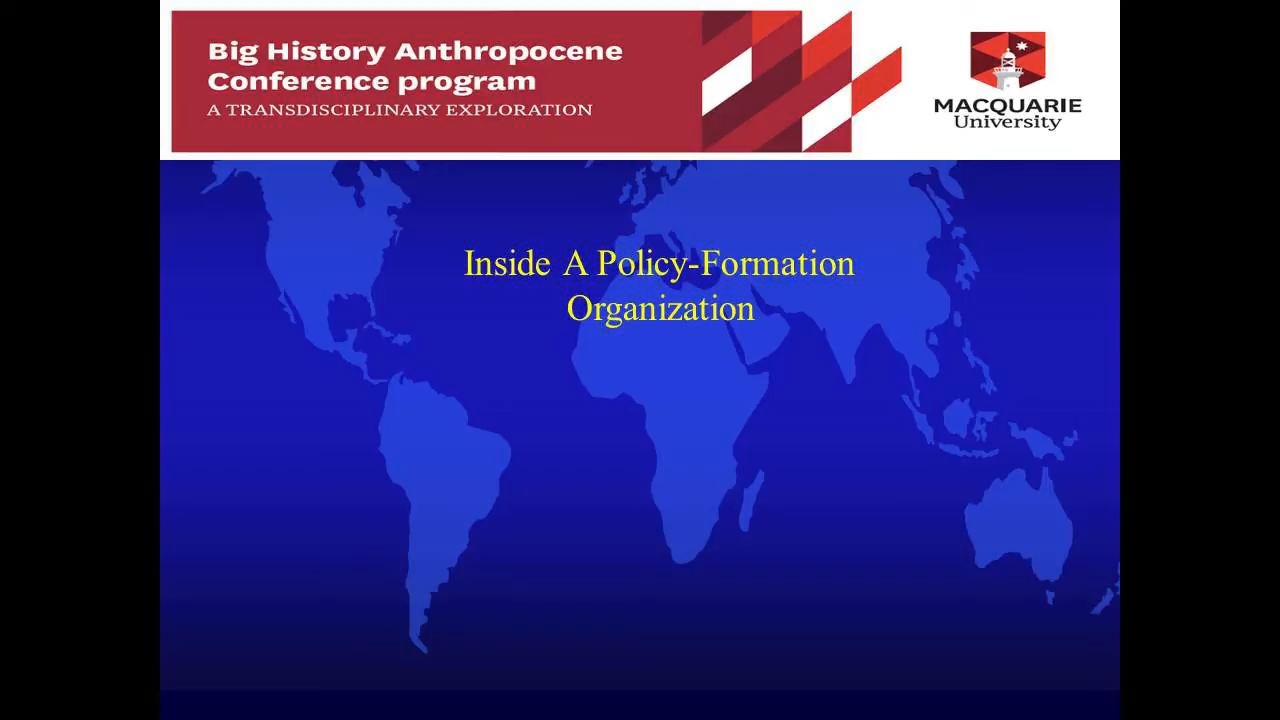 Big History Anthropocene
Conference program
A TRANSDISCIPLINARY EXPLORATION
MACQUARIE
University
Inside A Policy-Formation
Organization